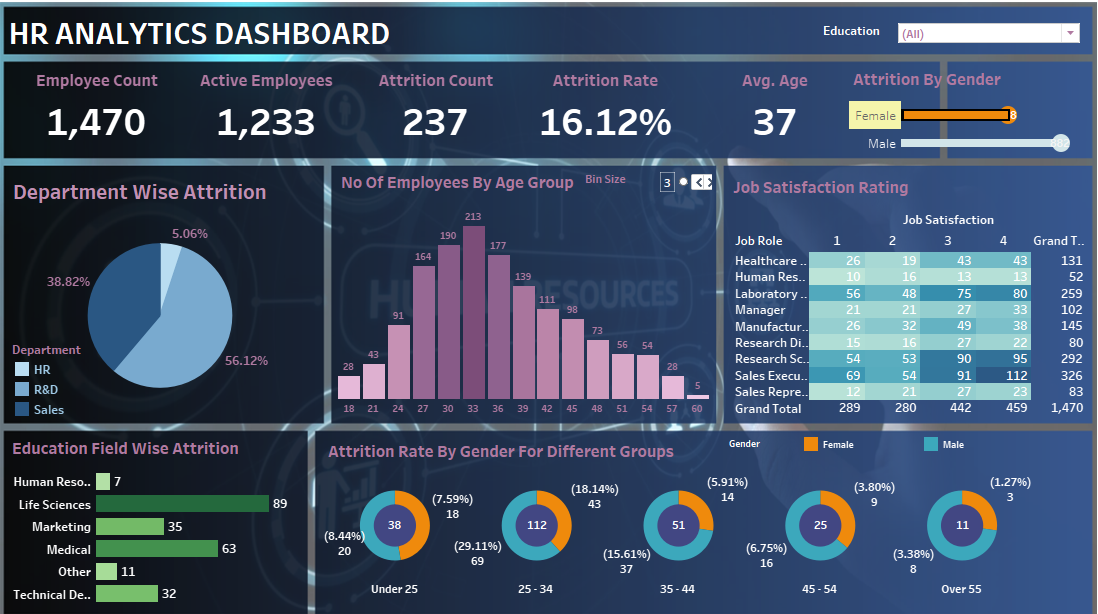 HR ANALYTICS DASHBOARD
Education
(All)
Employee Count
1,470
Active Employees
1,233
Attrition Count
237
Attrition Rate
16.12%
Avg. Age
37
Attrition By Gender
Female
Male
Department Wise Attrition
5.06%
38.82%
56.12%
Department
HR
R&D
Sales
No Of Employees By Age Group
Bin Size
3
28 43 91 164 190 213 177 139 111 98 73 56 54 28 5
18 21 24 27 30 33 36 39 42 45 48 51 54 57 60
HUMAN RESOURCES
Job Satisfaction Rating
Job Satisfaction
Job Role 1 2 3 4 Grand T..
Healthcare .. 26 19 43 43 131
Human Res.. 10 16 13 13 52
Laboratory .. 56 48 75 80 259
Manager 21 21 27 33 102
Manufactur.. 26 32 49 38 145
Research Di.. 15 16 27 22 80
Research Sc.. 54 53 90 95 292
Sales Execu.. 69 54 91 112 326
Sales Repre.. 12 21 27 23 83
Grand Total 289 280 442 459 1,470
Education Field Wise Attrition
Human Reso.. 7
Life Sciences 89
Marketing 35
Medical 63
Other 11
Technical De.. 32
Attrition Rate By Gender For Different Groups
Gender
Female
Male
(7.59%)
18
38
(8.44%)
20
Under 25
(18.14%)
43
112
(29.11%)
69
25 - 34
(5.91%)
14
51
(15.61%)
37
35 - 44
(3.80%)
9
25
(6.75%)
16
45 - 54
(1.27%)
3
11
(3.38%)
8
Over 55